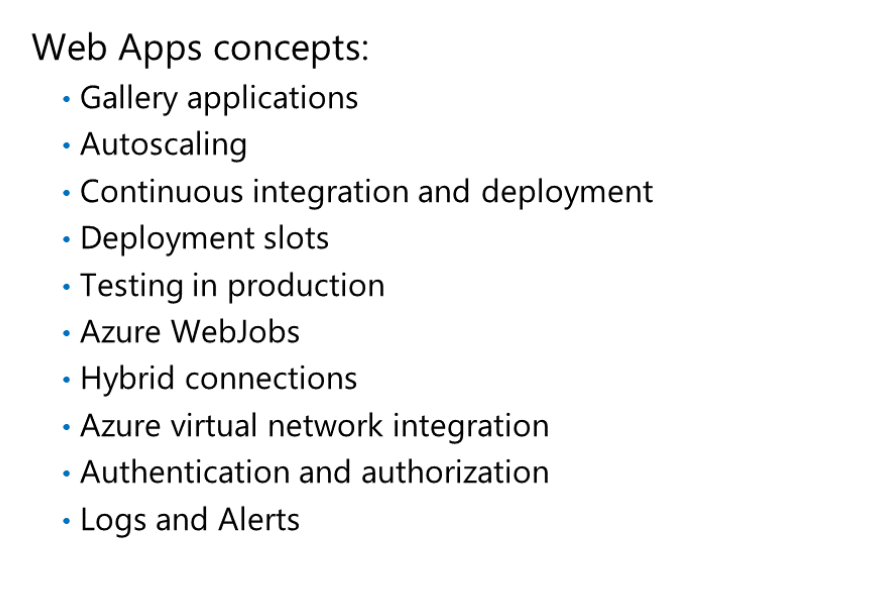 Web Apps concepts:
• Gallery applications
• Autoscaling
• Continuous integration and deployment
• Deployment slots
• Testing in production
• Azure WebJobs
• Hybrid connections
• Azure virtual network integration
• Authentication and authorization
• Logs and Alerts